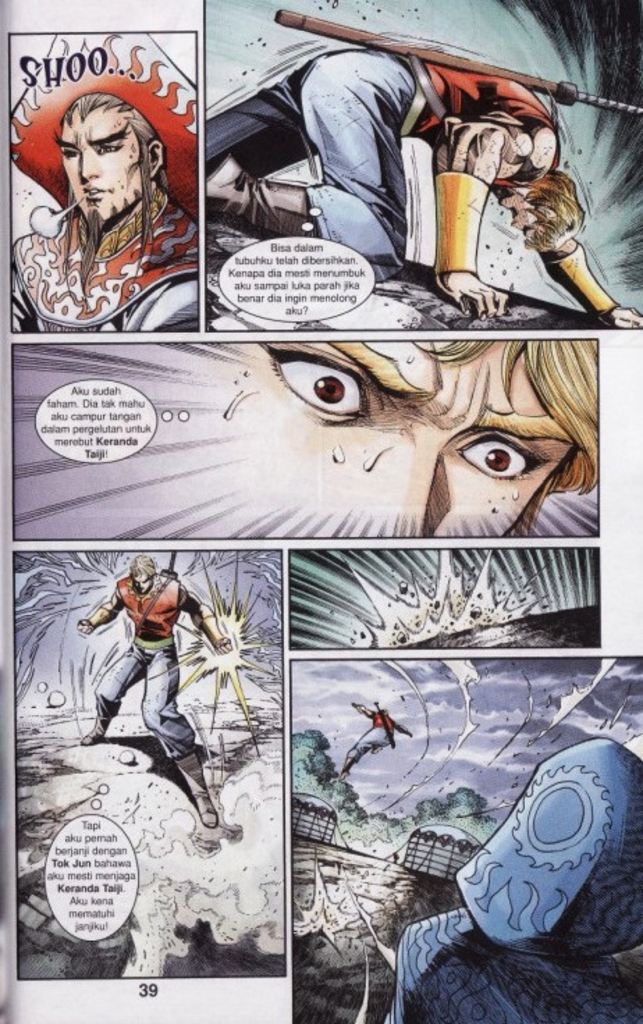 SHOO...
Bisa dalam
tubuhku telah dibersihkan.
Kenapa dia mesti menumbuk
aku sampai luka parah jika
benar dia ingin menolong
aku?
Aku sudah
faham. Dia tak mahu
aku campur tangan
dalam pergelutan untuk
merebut Keranda
Taiji!
Tapi
aku pernah
berjanji dengan
Tok Jun bahawa
aku mesti menjaga
Keranda Taiji.
Aku kena
mematuhi
janjiku!
39